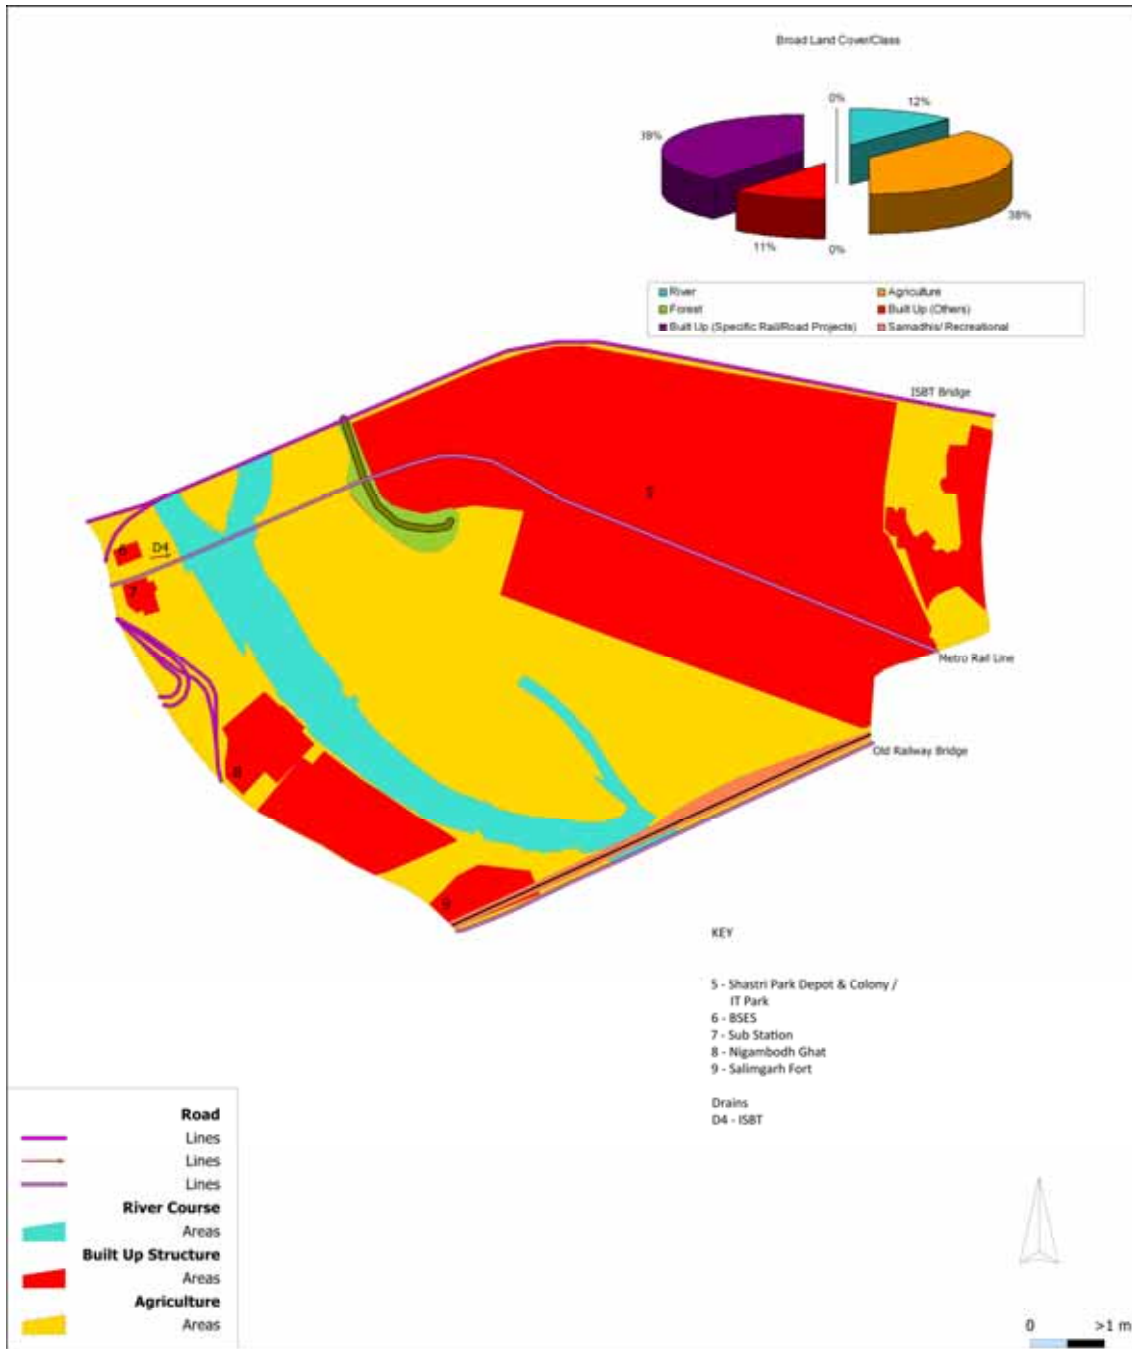 Broad Land Cover/Class
0%
12%
39%
38%
11%
0%
River
Agriculture
Forest
Built Up (Others)
Built Up (Specific Rail/Road Projects)
Samadhis/ Recreational
ISBT Bridge
6
D4
7
Metro Rail Line
Old Railway Bridge
8
9
KEY
5 - Shastri Park Depot & Colony /
IT Park
6 - BSES
7 - Sub Station
8 - Nigambodh Ghat
9 - Salimgarh Fort
Drains
D4 - ISBT
Road
Lines
Lines
Lines
River Course
Areas
Built Up Structure
Areas
Agriculture
Areas
0 >1 m